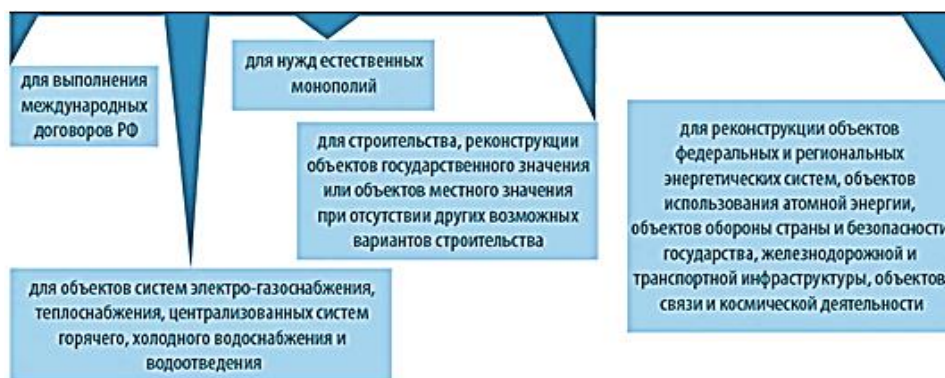 для выполнения
международных
договоров РФ
для объектов систем электро-газоснабжения,
теплоснабжения, централизованных систем
горячего, холодного водоснабжения и
водоотведения
для нужд естественных
монополий
для строительства, реконструкции
объектов государственного значения
или объектов местного значения
при отсутствии других возможных
вариантов строительства
для реконструкции объектов
федеральных и региональных
энергетических систем, объектов
использования атомной энергии,
объектов обороны страны и безопасности
государства, железнодорожной и
транспортной инфраструктуры, объектов
связи и космической деятельности